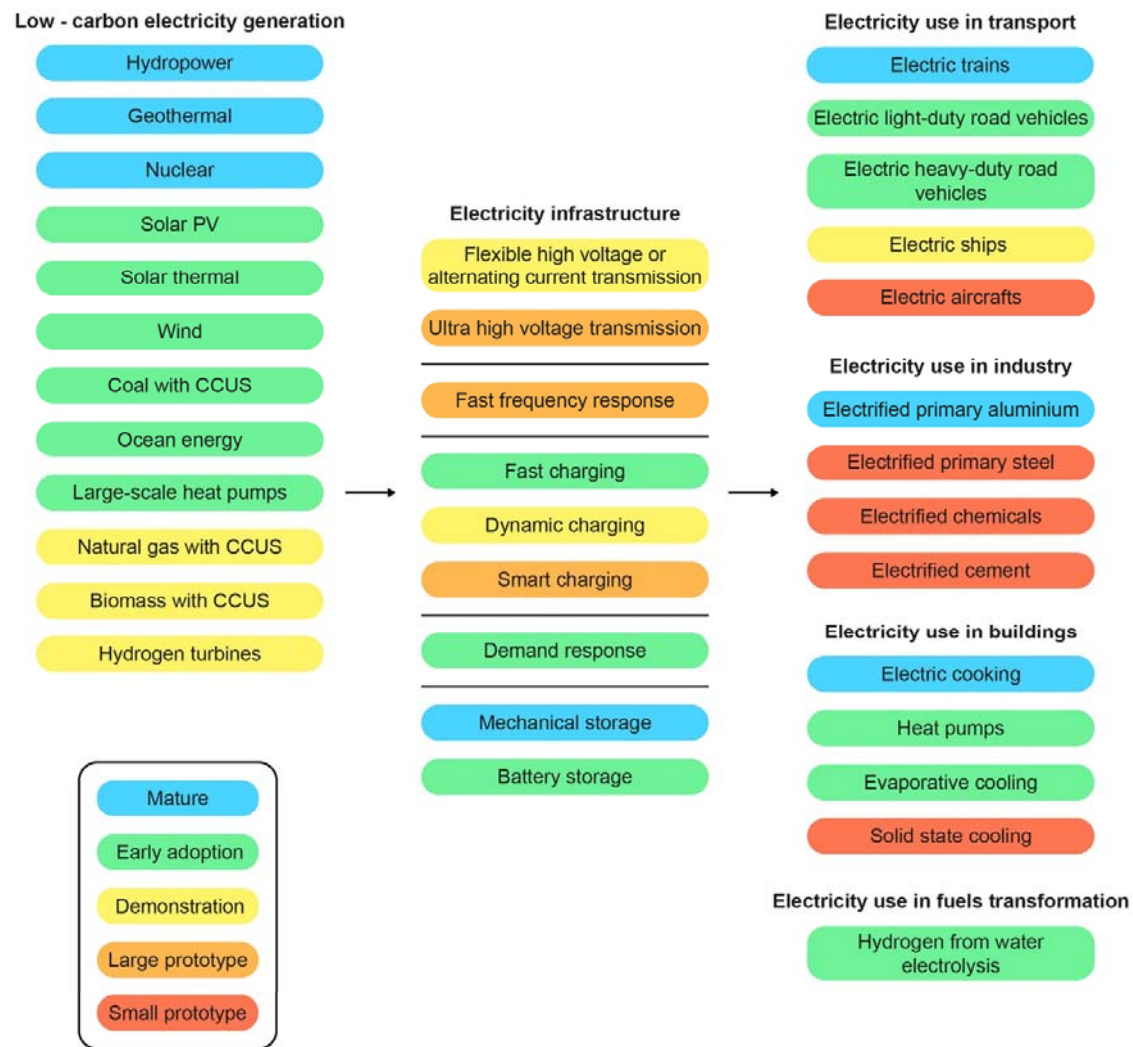 Low - carbon electricity generation
Hydropower
Geothermal
Nuclear
Solar PV
Solar thermal
Wind
Coal with CCUS
Ocean energy
Large-scale heat pumps
Natural gas with CCUS
Biomass with CCUS
Hydrogen turbines
Mature
Early adoption
Demonstration
Large prototype
Small prototype
Electricity infrastructure
Flexible high voltage or
alternating current transmission
Ultra high voltage transmission
Fast frequency response
Fast charging
Dynamic charging
Smart charging
Demand response
Mechanical storage
Battery storage
Electricity use in transport
Electric trains
Electric light-duty road vehicles
Electric heavy-duty road
vehicles
Electric ships
Electric aircrafts
Electricity use in industry
Electrified primary aluminium
Electrified primary steel
Electrified chemicals
Electrified cement
Electricity use in buildings
Electric cooking
Heat pumps
Evaporative cooling
Solid state cooling
Electricity use in fuels transformation
Hydrogen from water
electrolysis